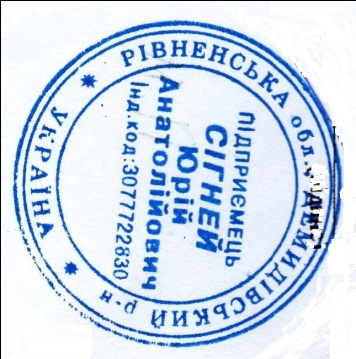 УКРАЇНА * РІВНЕНСЬКА обл., ДЕМИДІВСЬКИЙ р-н *
ПІДПРИЄМЕЦЬ
СІГНЕЙ
Юрій
Анатолійович
Інд.код:3077722830